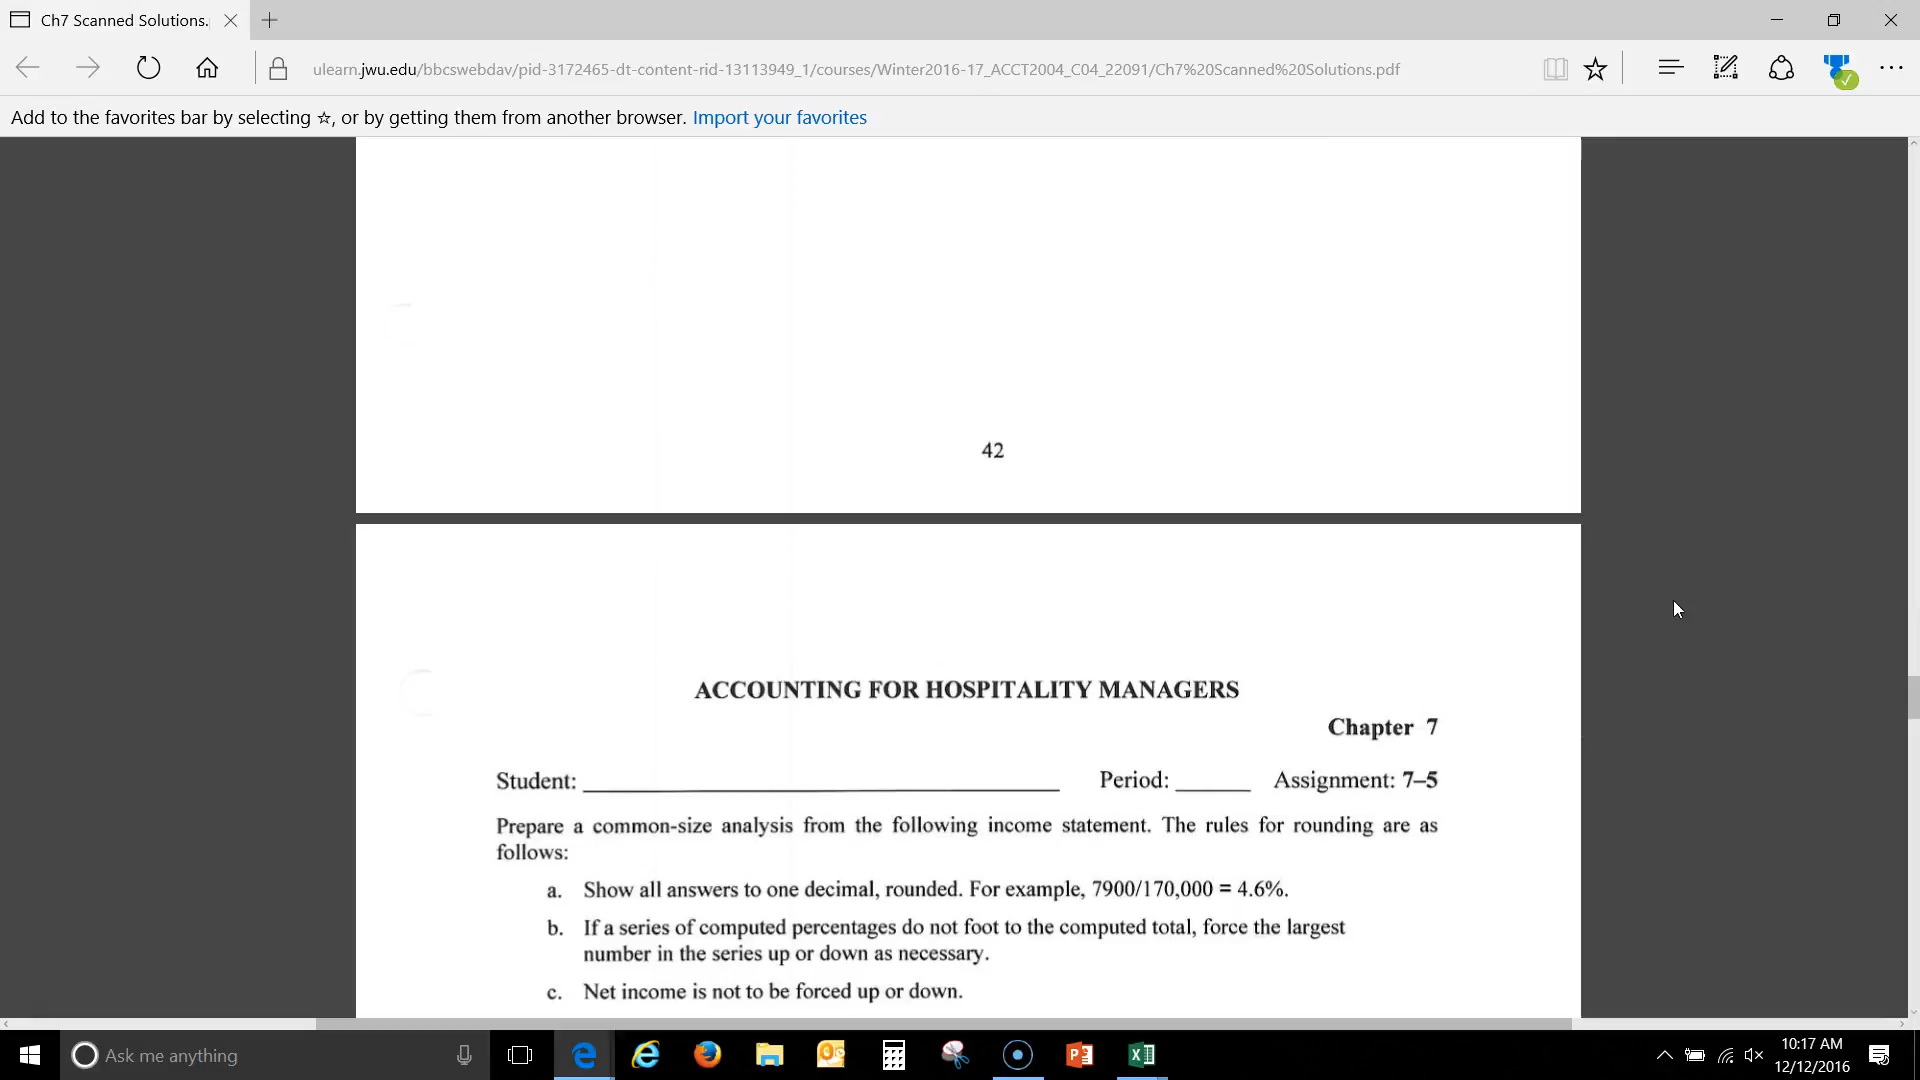 Ch7 Scanned Solutions.
ulearn.jwu.edu/bbcswebdav/pid-3172465-dt-content-rid-13113949_1/courses/Winter2016-17_ACCT2004_C04_22091/Ch7%20Scanned%20Solutions.pdf
Add to the favorites bar by selecting ☆, or by getting them from another browser. Import your favorites
42
ACCOUNTING FOR HOSPITALITY MANAGERS
Chapter 7
Student: ____________________ Period: ______ Assignment: 7–5
Prepare a common-size analysis from the following income statement. The rules for rounding are as
follows:
a. Show all answers to one decimal, rounded. For example, 7900/170,000 = 4.6%.
b. If a series of computed percentages do not foot to the computed total, force the largest
number in the series up or down as necessary.
c. Net income is not to be forced up or down.
Ask me anything
10:17 AM
12/12/2016